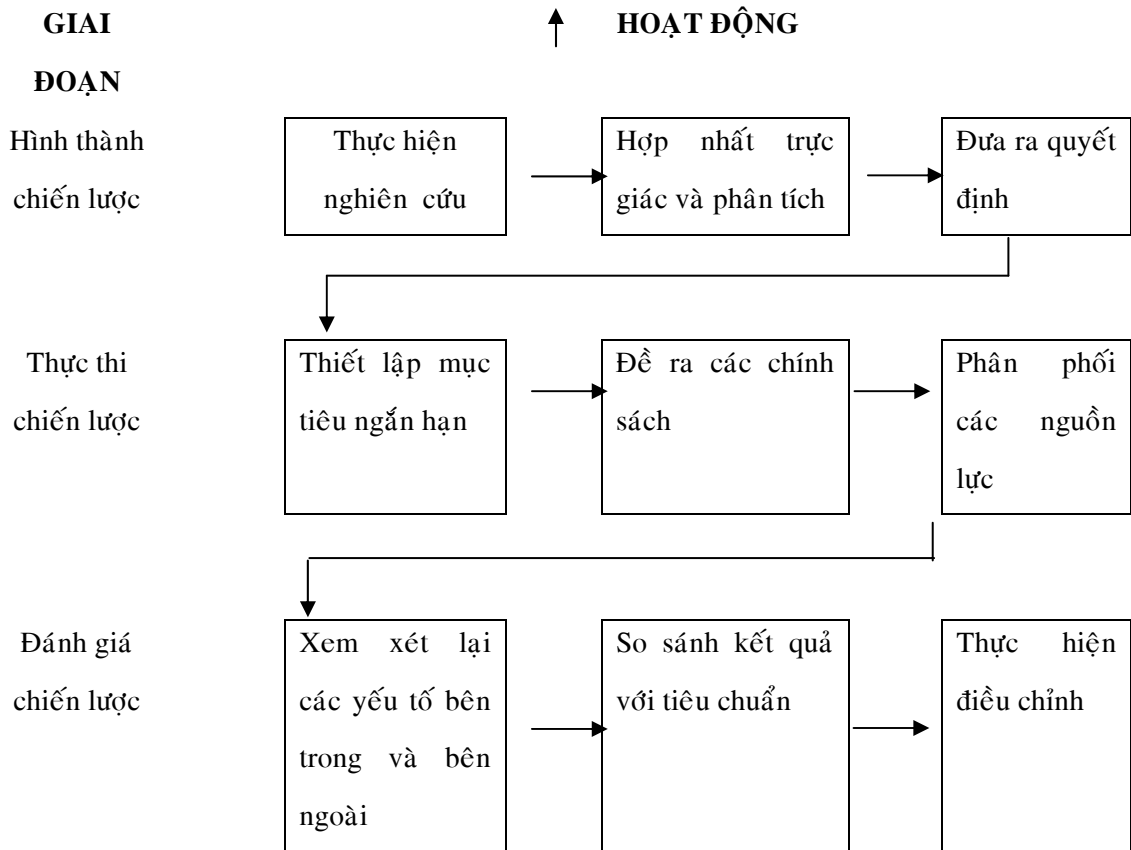 GIAI
HOẠT ĐỘNG
ĐOẠN
Hình thành
chiến lược
Thực hiện
nghiên cứu
Hợp nhất trực
giác và phân tích
Đưa ra quyết
định
Thực thi
chiến lược
Thiết lập mục
tiêu ngắn hạn
Đề ra các chính
sách
Phân phối
các nguồn
lực
Đánh giá
chiến lược
Xem xét lại
các yếu tố bên
trong và bên
ngoài
So sánh kết quả
với tiêu chuẩn
Thực hiện
điều chỉnh